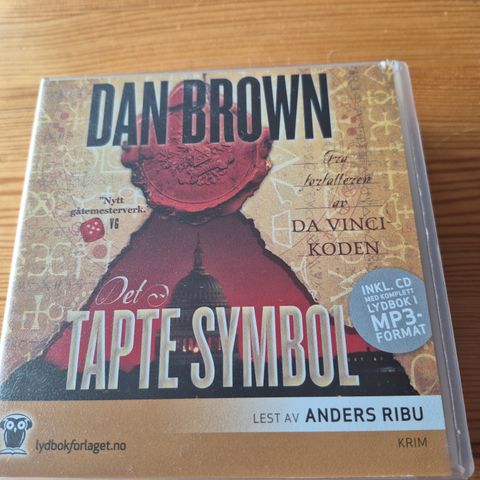 DAN BROWN
"Nytt
gåtemesterverk."
VG
Fra
forfatteren
av
DA VINCI-
KODEN
Det
TAPTE SYMBOL
INKL. CD
MED KOMPLETT
LYDBOK I
MP3-
FORMAT
LEST AV ANDERS RIBU
lydbokforlaget.no
KRIM